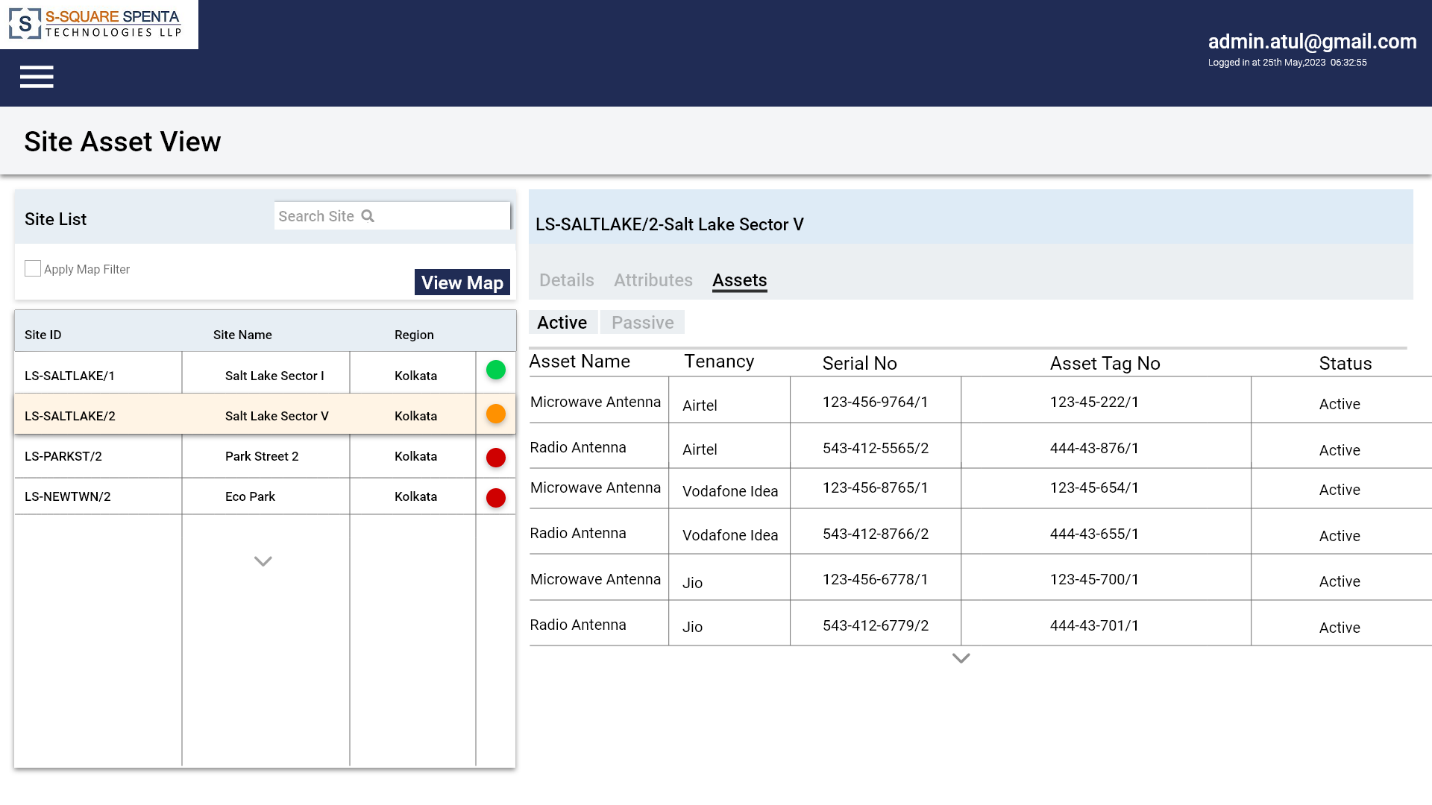 S
S-SQUARE SPENTA
TECHNOLOGIES LLP
admin.atul@gmail.com
Logged in at 25th May,2023 06:32:55
Site Asset View
Site List
Search Site
Apply Map Filter
View Map
Site ID Site Name Region
LS-SALTLAKE/1 Salt Lake Sector I Kolkata
LS-SALTLAKE/2 Salt Lake Sector V Kolkata
LS-PARKST/2 Park Street 2 Kolkata
LS-NEWTWN/2 Eco Park Kolkata
LS-SALTLAKE/2-Salt Lake Sector V
Details Attributes Assets
Active Passive
Asset Name Tenancy Serial No Asset Tag No Status
Microwave Antenna Airtel 123-456-9764/1 123-45-222/1 Active
Radio Antenna Airtel 543-412-5565/2 444-43-876/1 Active
Microwave Antenna Vodafone Idea 123-456-8765/1 123-45-654/1 Active
Radio Antenna Vodafone Idea 543-412-8766/2 444-43-655/1 Active
Microwave Antenna Jio 123-456-6778/1 123-45-700/1 Active
Radio Antenna Jio 543-412-6779/2 444-43-701/1 Active